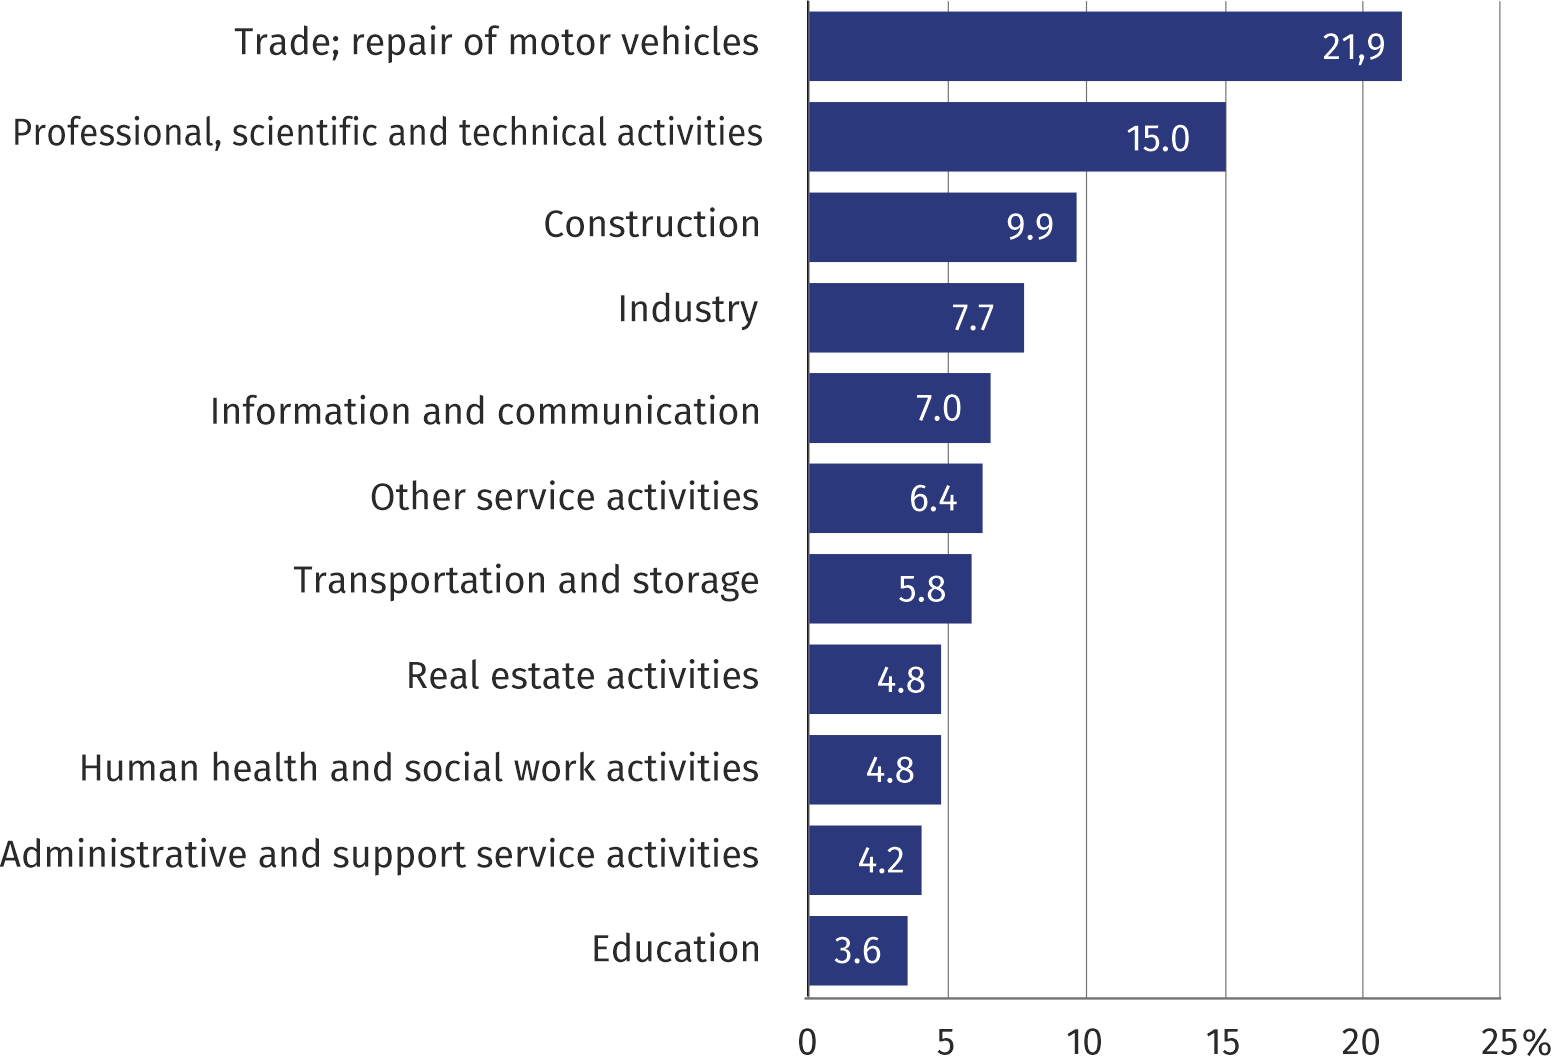 Trade; repair of motor vehicles 21,9
Professional, scientific and technical activities 15.0
Construction 9.9
Industry 7.7
Information and communication 7.0
Other service activities 6.4
Transportation and storage 5.8
Real estate activities 4.8
Human health and social work activities 4.8
Administrative and support service activities 4.2
Education 3.6
0 5 10 15 20 25%